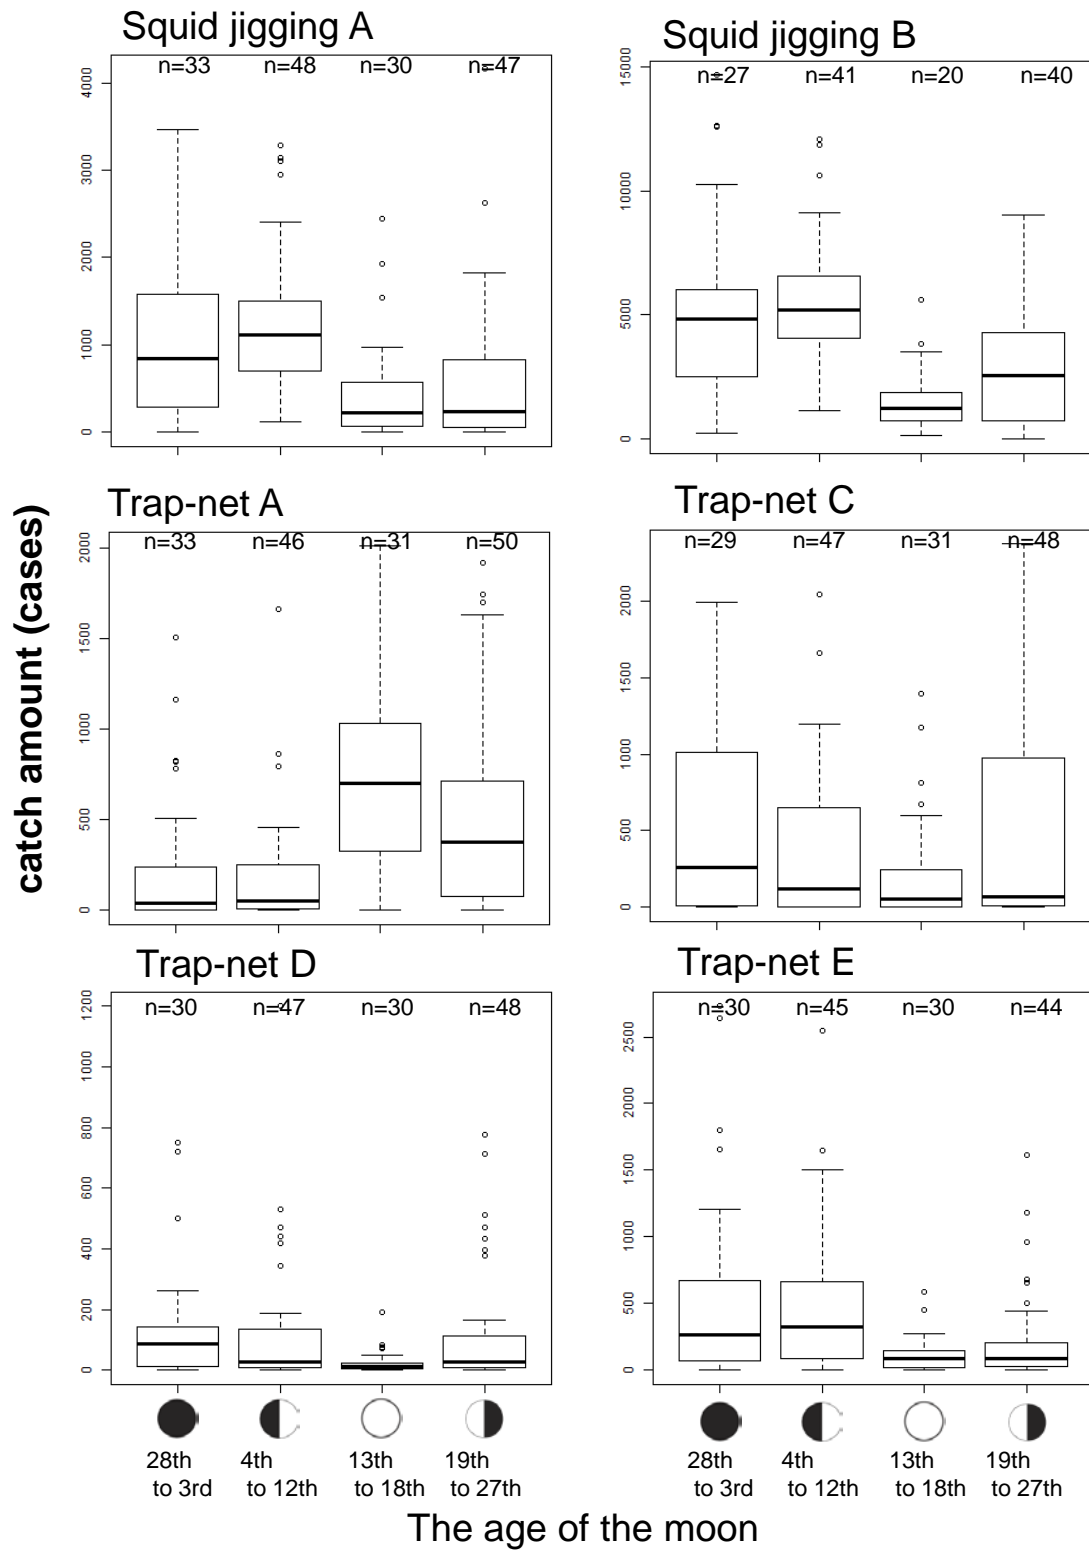 Squid jigging A
Squid jigging B
n=33 n=48 n=30 n=47
n=27 n=41 n=20 n=40
4000
3000
2000
1000
0
15000
10000
5000
0
Trap-net A
Trap-net C
n=33 n=46 n=31 n=50
n=29 n=47 n=31 n=48
2000
1500
1000
500
0
2000
1500
1000
500
0
catch amount (cases)
Trap-net D
Trap-net E
n=30 n=47 n=30 n=48
n=30 n=45 n=30 n=44
1200
1000
800
600
400
200
0
2500
2000
1500
1000
500
0
28th 4th 13th 19th
to 3rd to 12th to 18th to 27th
28th 4th 13th 19th
to 3rd to 12th to 18th to 27th
The age of the moon